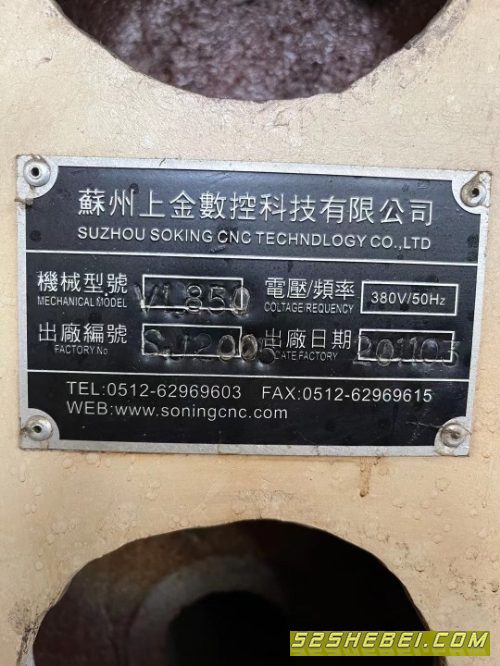 蘇州上金數控科技有限公司
SUZHOU SOKING CNC TECHNDLOGY CO.,LTD
機械型號 VL850 電壓/頻率 380V/50Hz
MECHANICAL MODEL COLTAGE/REQUENCY
出廠編號 SJ2005 出廠日期 201103
FACTORY.No CATE FACTORY
TEL:0512-62969603 FAX:0512-62969615
WEB:www.soningcnc.com
52SHEBEI.COM